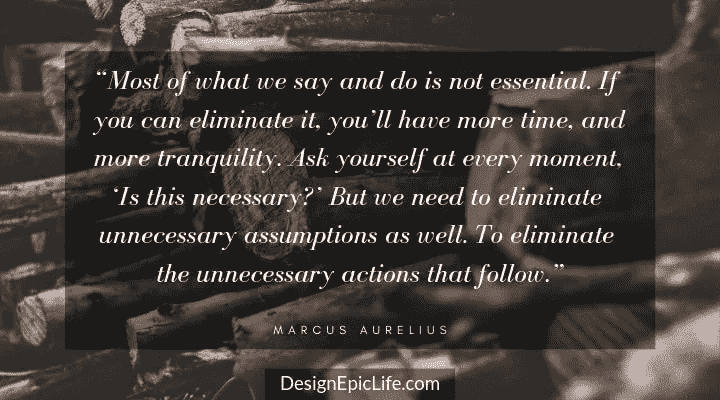 “Most of what we say and do is not essential. If
you can eliminate it, you’ll have more time, and
more tranquility. Ask yourself at every moment,
‘Is this necessary?’ But we need to eliminate
unnecessary assumptions as well. To eliminate
the unnecessary actions that follow.”
MARCUS AURELIUS
DesignEpicLife.com